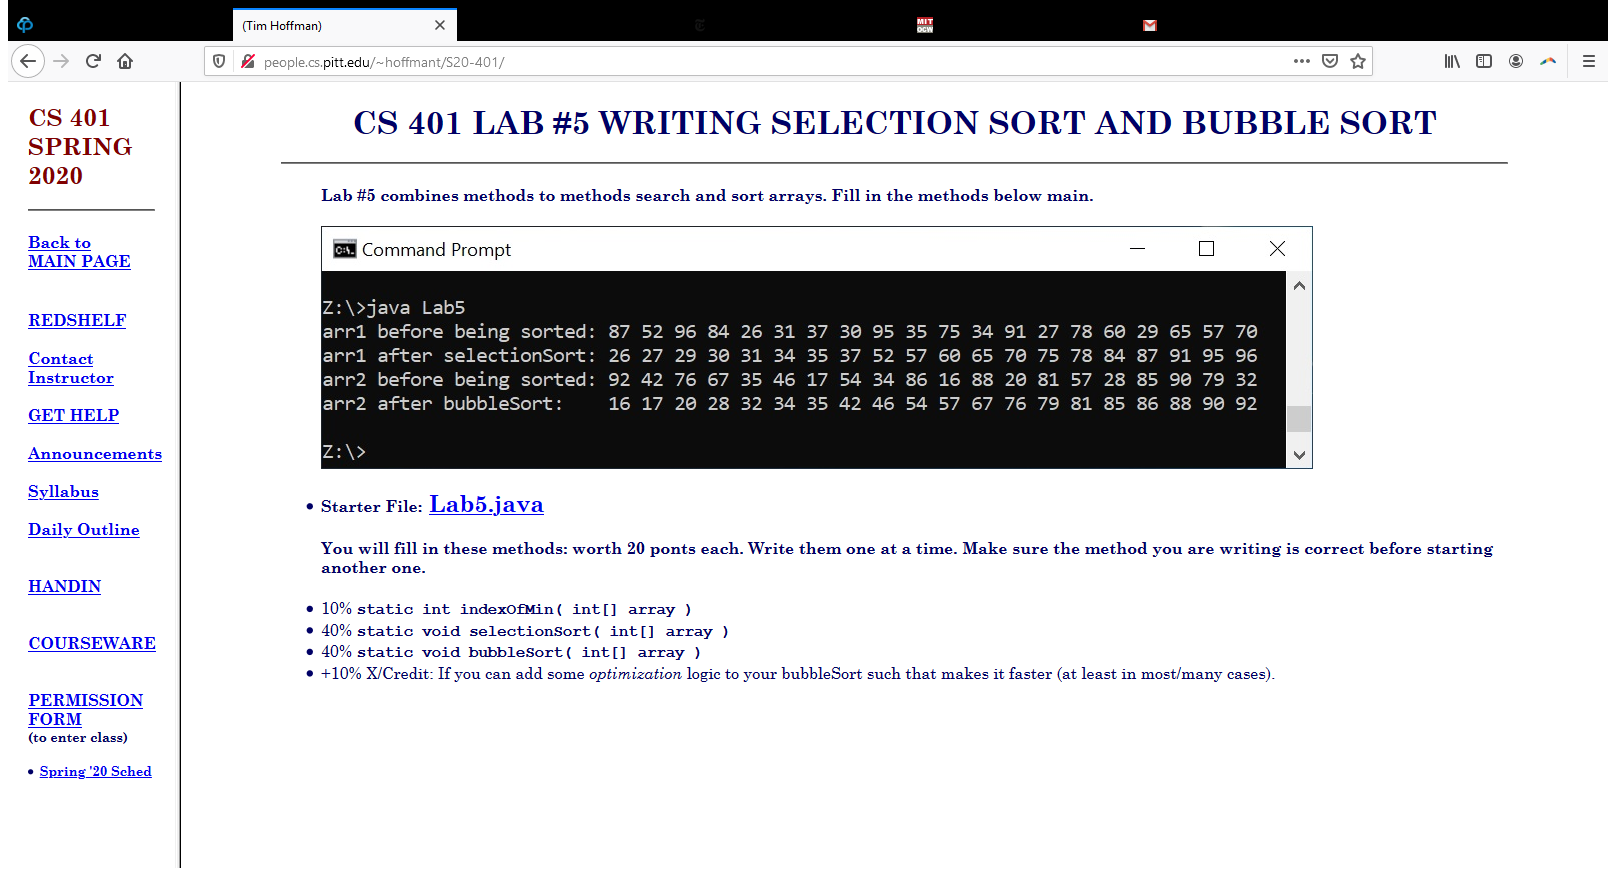 (Tim Hoffman)
MIT
OCW
people.cs.pitt.edu/~hoffmant/S20-401/
CS 401
SPRING
2020
Back to
MAIN PAGE
REDSHELF
Contact
Instructor
GET HELP
Announcements
Syllabus
Daily Outline
HANDIN
COURSEWARE
PERMISSION
FORM
(to enter class)
• Spring '20 Sched
CS 401 LAB #5 WRITING SELECTION SORT AND BUBBLE SORT
Lab #5 combines methods to methods search and sort arrays. Fill in the methods below main.
Command Prompt
Z:\>java Lab5
arr1 before being sorted: 87 52 96 84 26 31 37 30 95 35 75 34 91 27 78 60 29 65 57 70
arr1 after selectionSort: 26 27 29 30 31 34 35 37 52 57 60 65 70 75 78 84 87 91 95 96
arr2 before being sorted: 92 42 76 67 35 46 17 54 34 86 16 88 20 81 57 28 85 90 79 32
arr2 after bubbleSort:    16 17 20 28 32 34 35 42 46 54 57 67 76 79 81 85 86 88 90 92
Z:\>
• Starter File: Lab5.java
You will fill in these methods: worth 20 ponts each. Write them one at a time. Make sure the method you are writing is correct before starting
another one.
• 10% static int indexOfMin( int[] array )
• 40% static void selectionSort( int[] array )
• 40% static void bubbleSort( int[] array )
• +10% X/Credit: If you can add some optimization logic to your bubbleSort such that makes it faster (at least in most/many cases).